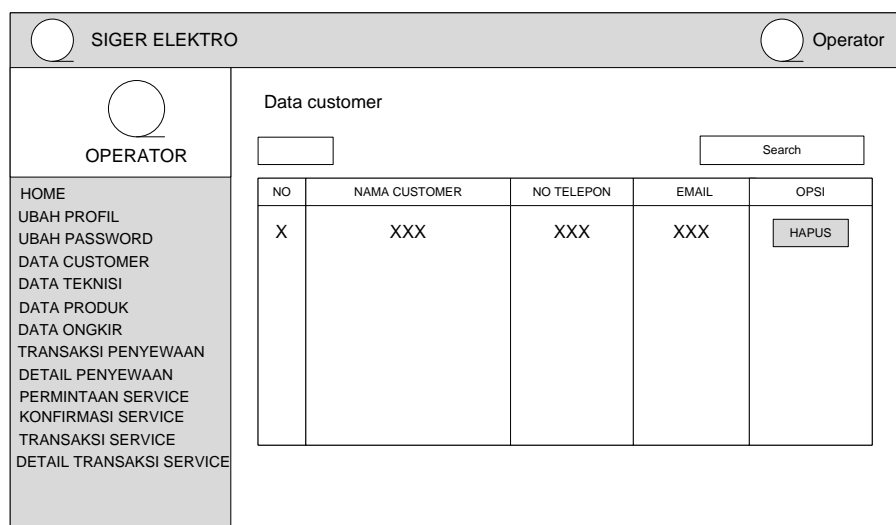 SIGER ELEKTRO
Operator
OPERATOR
HOME
UBAH PROFIL
UBAH PASSWORD
DATA CUSTOMER
DATA TEKNISI
DATA PRODUK
DATA ONGKIR
TRANSAKSI PENYEWAAN
DETAIL PENYEWAAN
PERMINTAAN SERVICE
KONFIRMASI SERVICE
TRANSAKSI SERVICE
DETAIL TRANSAKSI SERVICE
Data customer
Search
NO NAMA CUSTOMER NO TELEPON EMAIL OPSI
X XXX XXX XXX HAPUS